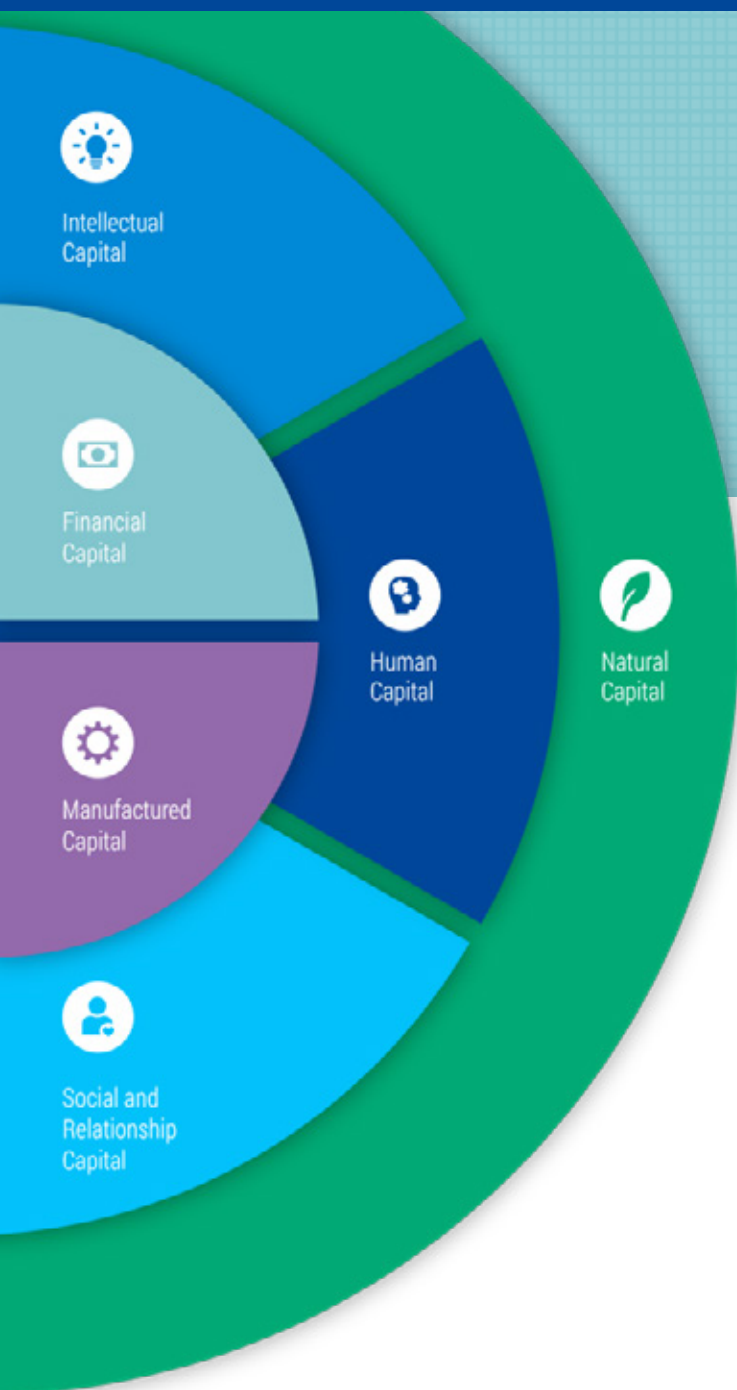 Intellectual
Capital
Financial
Capital
Human
Capital
Natural
Capital
Manufactured
Capital
Social and
Relationship
Capital